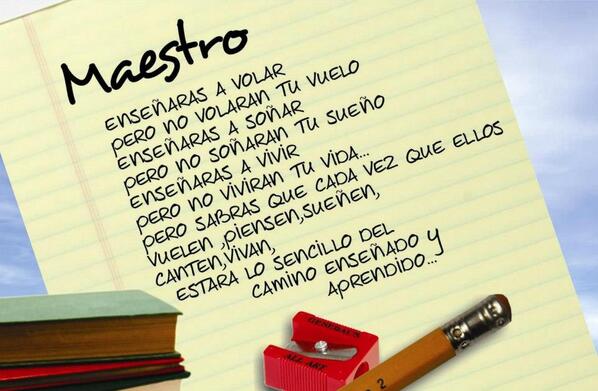 Maestro
ENSEÑARAS A VOLAR
PERO NO VOLARAN TU VUELO
ENSEÑARAS A SOÑAR
PERO NO SOÑARAN TU SUEÑO
ENSEÑARAS A VIVIR
PERO NO VIVIRAN TU VIDA...
PERO SABRAS QUE CADA VEZ QUE ELLOS
VUELEN ,PIENSEN,SUEÑEN,
CANTEN,VIVAN,
ESTARA LO SENCILLO DEL
CAMINO ENSEÑADO Y
APRENDIDO...
GENERAL'S
ALL ART
2